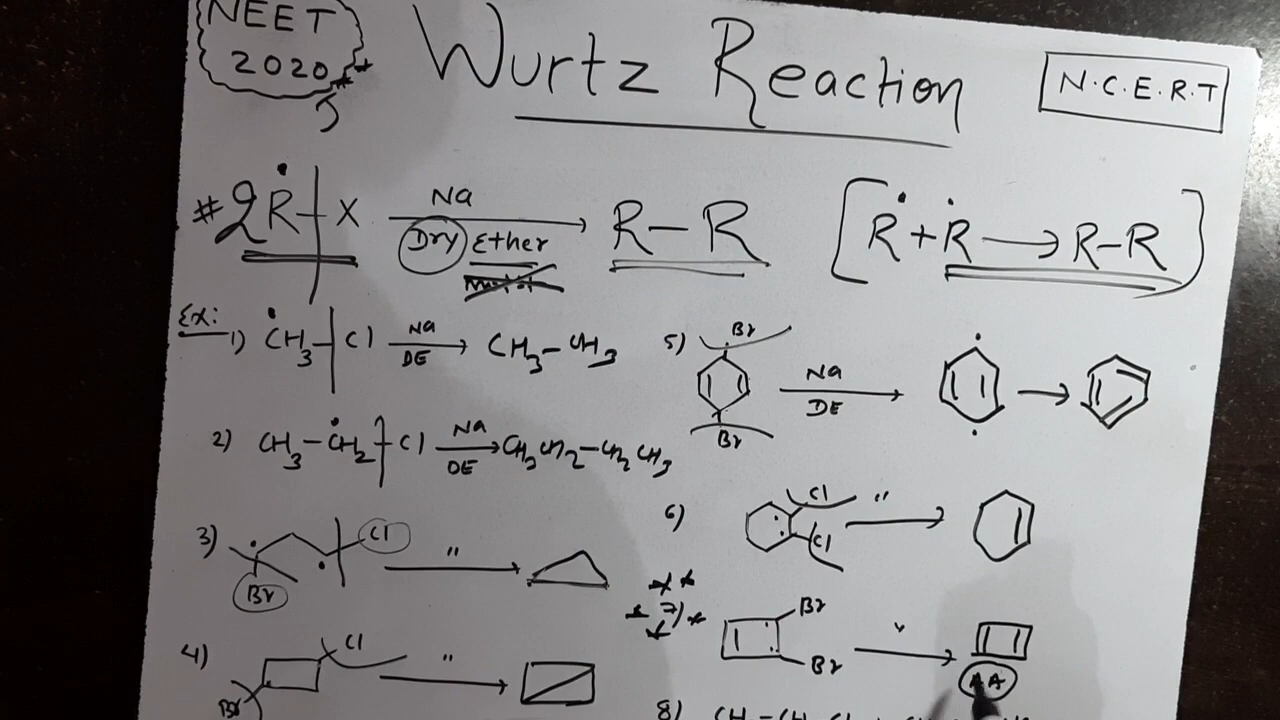 NEET
2020
Wurtz Reaction
N.C.E.R.T
# 2R-X Na Dry Ether R-R [R + R → R-R]
Ex:
1) CH3 Cl Na DE → CH3-CH3
2) CH3-CH2 Cl Na DE → CH3CH2-CH2CH3
3) Br Cl " →
4) Br Cl " →
5) Br Br Na DE → →
6) Cl Cl " →
7) Br Br " → AA
8)